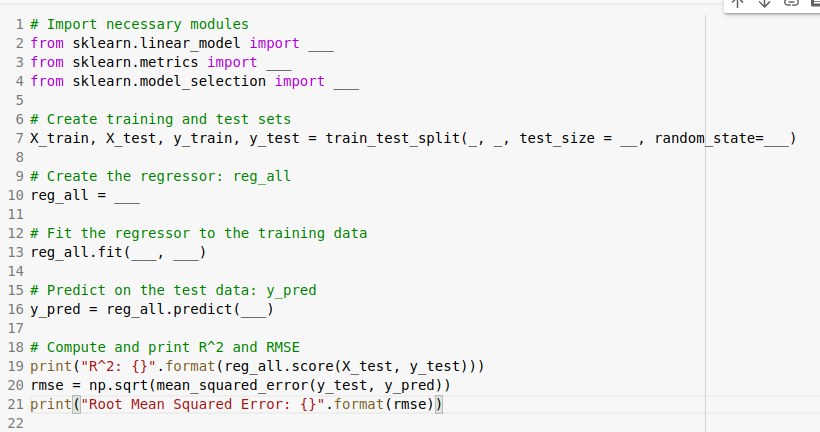 1 # Import necessary modules
2 from sklearn.linear_model import ___
3 from sklearn.metrics import ___
4 from sklearn.model_selection import ___
5
6 # Create training and test sets
7 X_train, X_test, y_train, y_test = train_test_split(_, _, test_size = __, random_state=___)
8
9 # Create the regressor: reg_all
10 reg_all = ___
11
12 # Fit the regressor to the training data
13 reg_all.fit(___, ___)
14
15 # Predict on the test data: y_pred
16 y_pred = reg_all.predict(___)
17
18 # Compute and print R^2 and RMSE
19 print("R^2: {}".format(reg_all.score(X_test, y_test)))
20 rmse = np.sqrt(mean_squared_error(y_test, y_pred))
21 print("Root Mean Squared Error: {}".format(rmse))
22